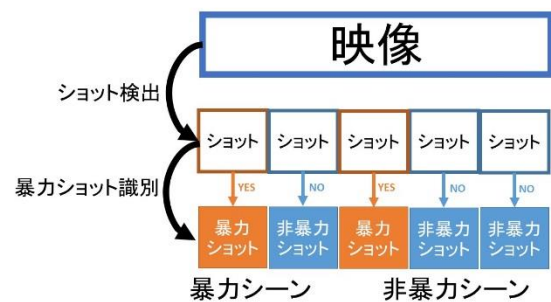 映像
ショット検出
ショット ショット ショット ショット ショット
暴力ショット識別
YES NO YES NO NO
暴力 非暴力 暴力 非暴力 非暴力
ショット ショット ショット ショット ショット
暴力シーン 非暴力シーン